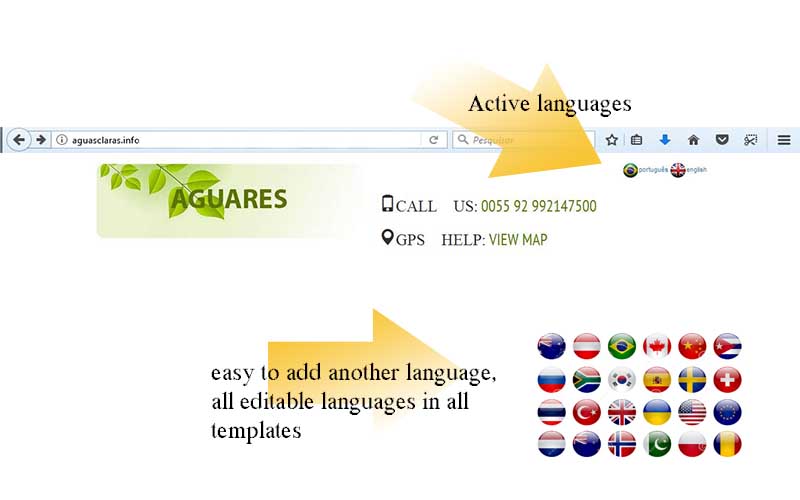 Active languages
aguasclaras.info
Pesquisar
português english
AGUARES
CALL US: 0055 92 992147500
GPS HELP: VIEW MAP
easy to add another language,
all editable languages in all
templates